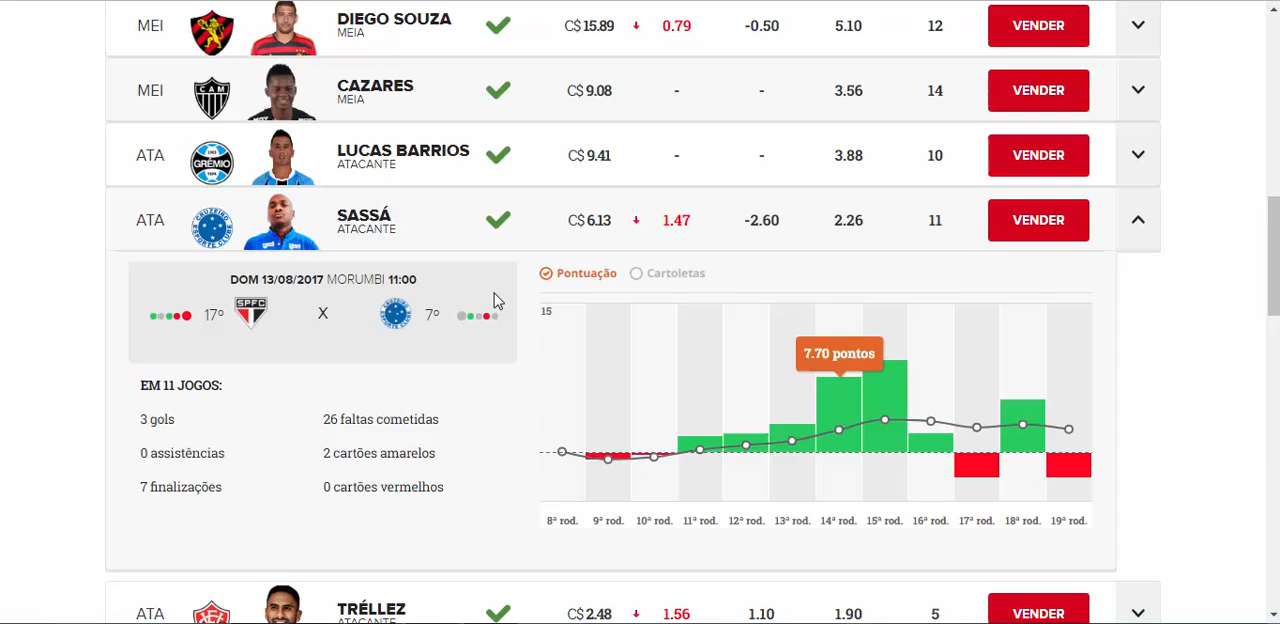 MEI DIEGO SOUZA C$ 15.89 0.79 -0.50 5.10 12 VENDER
MEIA
MEI CAM CAZARES C$ 9.08 - - 3.56 14 VENDER
MEIA
ATA GRÊMIO LUCAS BARRIOS C$ 9.41 - - 3.88 10 VENDER
ATACANTE
ATA SASSÁ C$ 6.13 1.47 -2.60 2.26 11 VENDER
ATACANTE
DOM 13/08/2017 MORUMBI 11:00
17º SPFC X 7º
EM 11 JOGOS:
3 gols 26 faltas cometidas
0 assistências 2 cartões amarelos
7 finalizações 0 cartões vermelhos
Pontuação Cartoletas
15
7.70 pontos
8ª rod. 9ª rod. 10ª rod. 11ª rod. 12ª rod. 13ª rod. 14ª rod. 15ª rod. 16ª rod. 17ª rod. 18ª rod. 19ª rod.
ATA TRÉLLEZ C$ 2.48 1.56 1.10 1.90 5 VENDER
ATACANTE